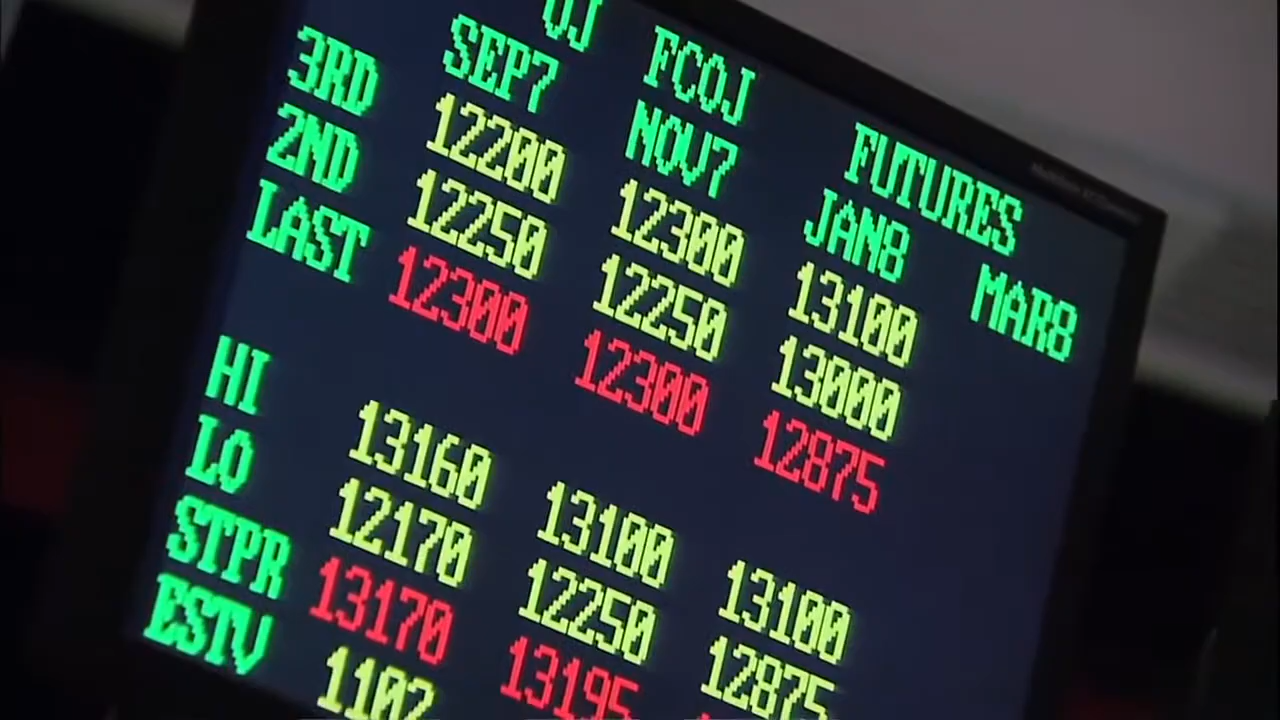 OJ FCOJ FUTURES
SEP7 NOV7 JAN8 MAR8
3RD 12200 12300 13100
2ND 12250 12250 13000
LAST 12300 12300 12875
HI 13160 13100 13100
LO 12170 12250 12875
STPR 13170 13195
ESTV 1102